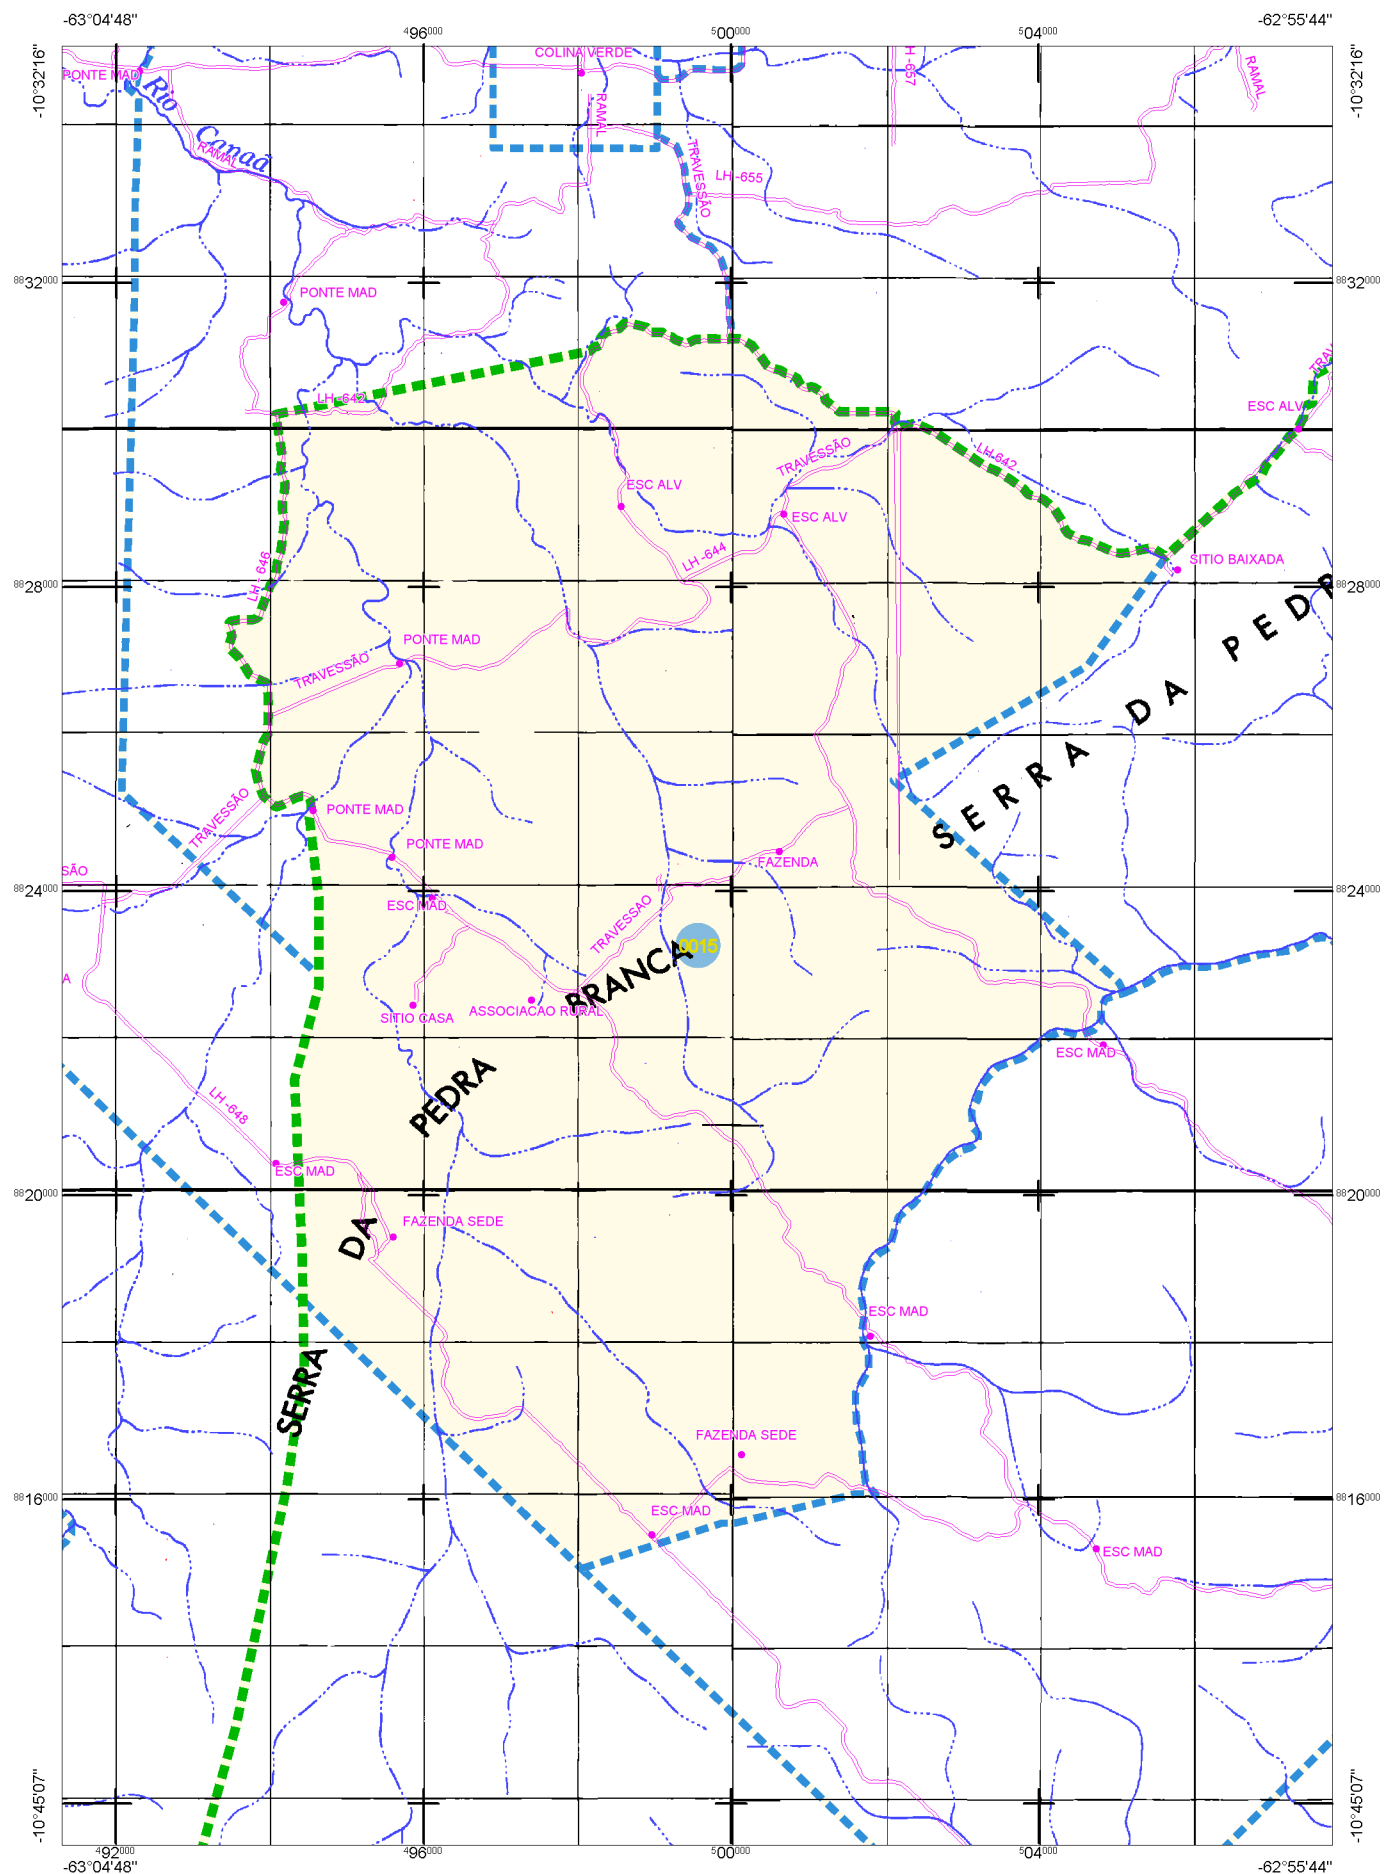 -63°04'48"
-62°55'44"
496000
500000
504000
-10°32'16"
-10°32'16"
COLINA VERDE
PONTE MAD
H -657
RAMAL
Rio
Canaã
RAMAL
RAMAL
TRAVESSÃO
LH -655
8832000
8832000
PONTE MAD
TRAV
LH -642
ESC ALV
TRAVESSÃO
LH-642
ESC ALV
ESC ALV
LH -644
LH - 646
SITIO BAIXADA
8828000
8828000
SERRA DA PEDR
PONTE MAD
TRAVESSÃO
TRAVESSÃO
PONTE MAD
PONTE MAD
FAZENDA
SÃO
8824000
8824000
ESC MAD
TRAVESSAO
0015
A
SERRA DA PEDRA BRANCA
SITIO CASA
ASSOCIACAO RURAL
ESC MAD
LH -648
ESC MAD
8820000
8820000
FAZENDA SEDE
ESC MAD
FAZENDA SEDE
8816000
8816000
ESC MAD
ESC MAD
-10°45'07"
-10°45'07"
492000
496000
500000
504000
-63°04'48"
-62°55'44"